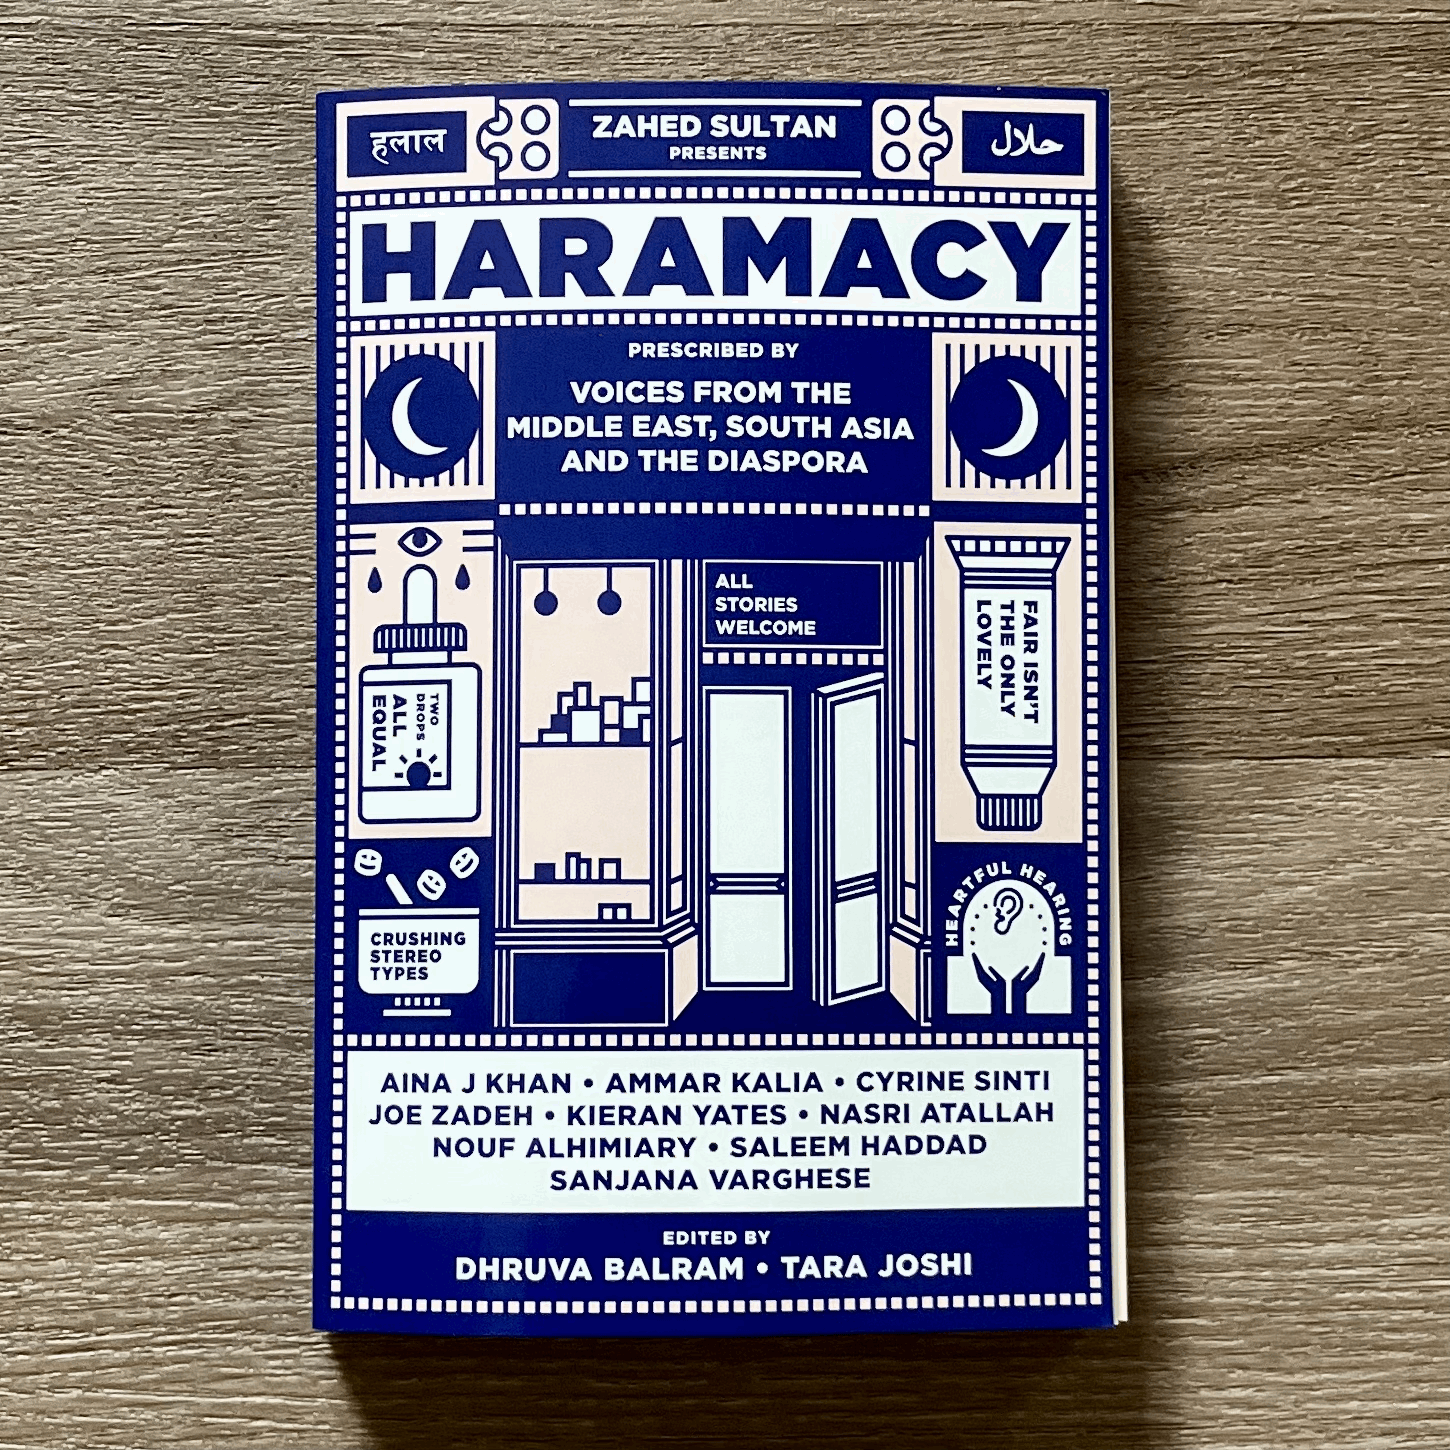 हलाल
ZAHED SULTAN
PRESENTS
حلال
HARAMACY
PRESCRIBED BY
VOICES FROM THE
MIDDLE EAST, SOUTH ASIA
AND THE DIASPORA
ALL
STORIES
WELCOME
TWO
DROPS
ALL
EQUAL
FAIR ISN'T
THE ONLY
LOVELY
CRUSHING
STEREO
TYPES
HEARTFUL HEARING
AINA J KHAN • AMMAR KALIA • CYRINE SINTI
JOE ZADEH • KIERAN YATES • NASRI ATALLAH
NOUF ALHIMIARY • SALEEM HADDAD
SANJANA VARGHESE
EDITED BY
DHRUVA BALRAM • TARA JOSHI